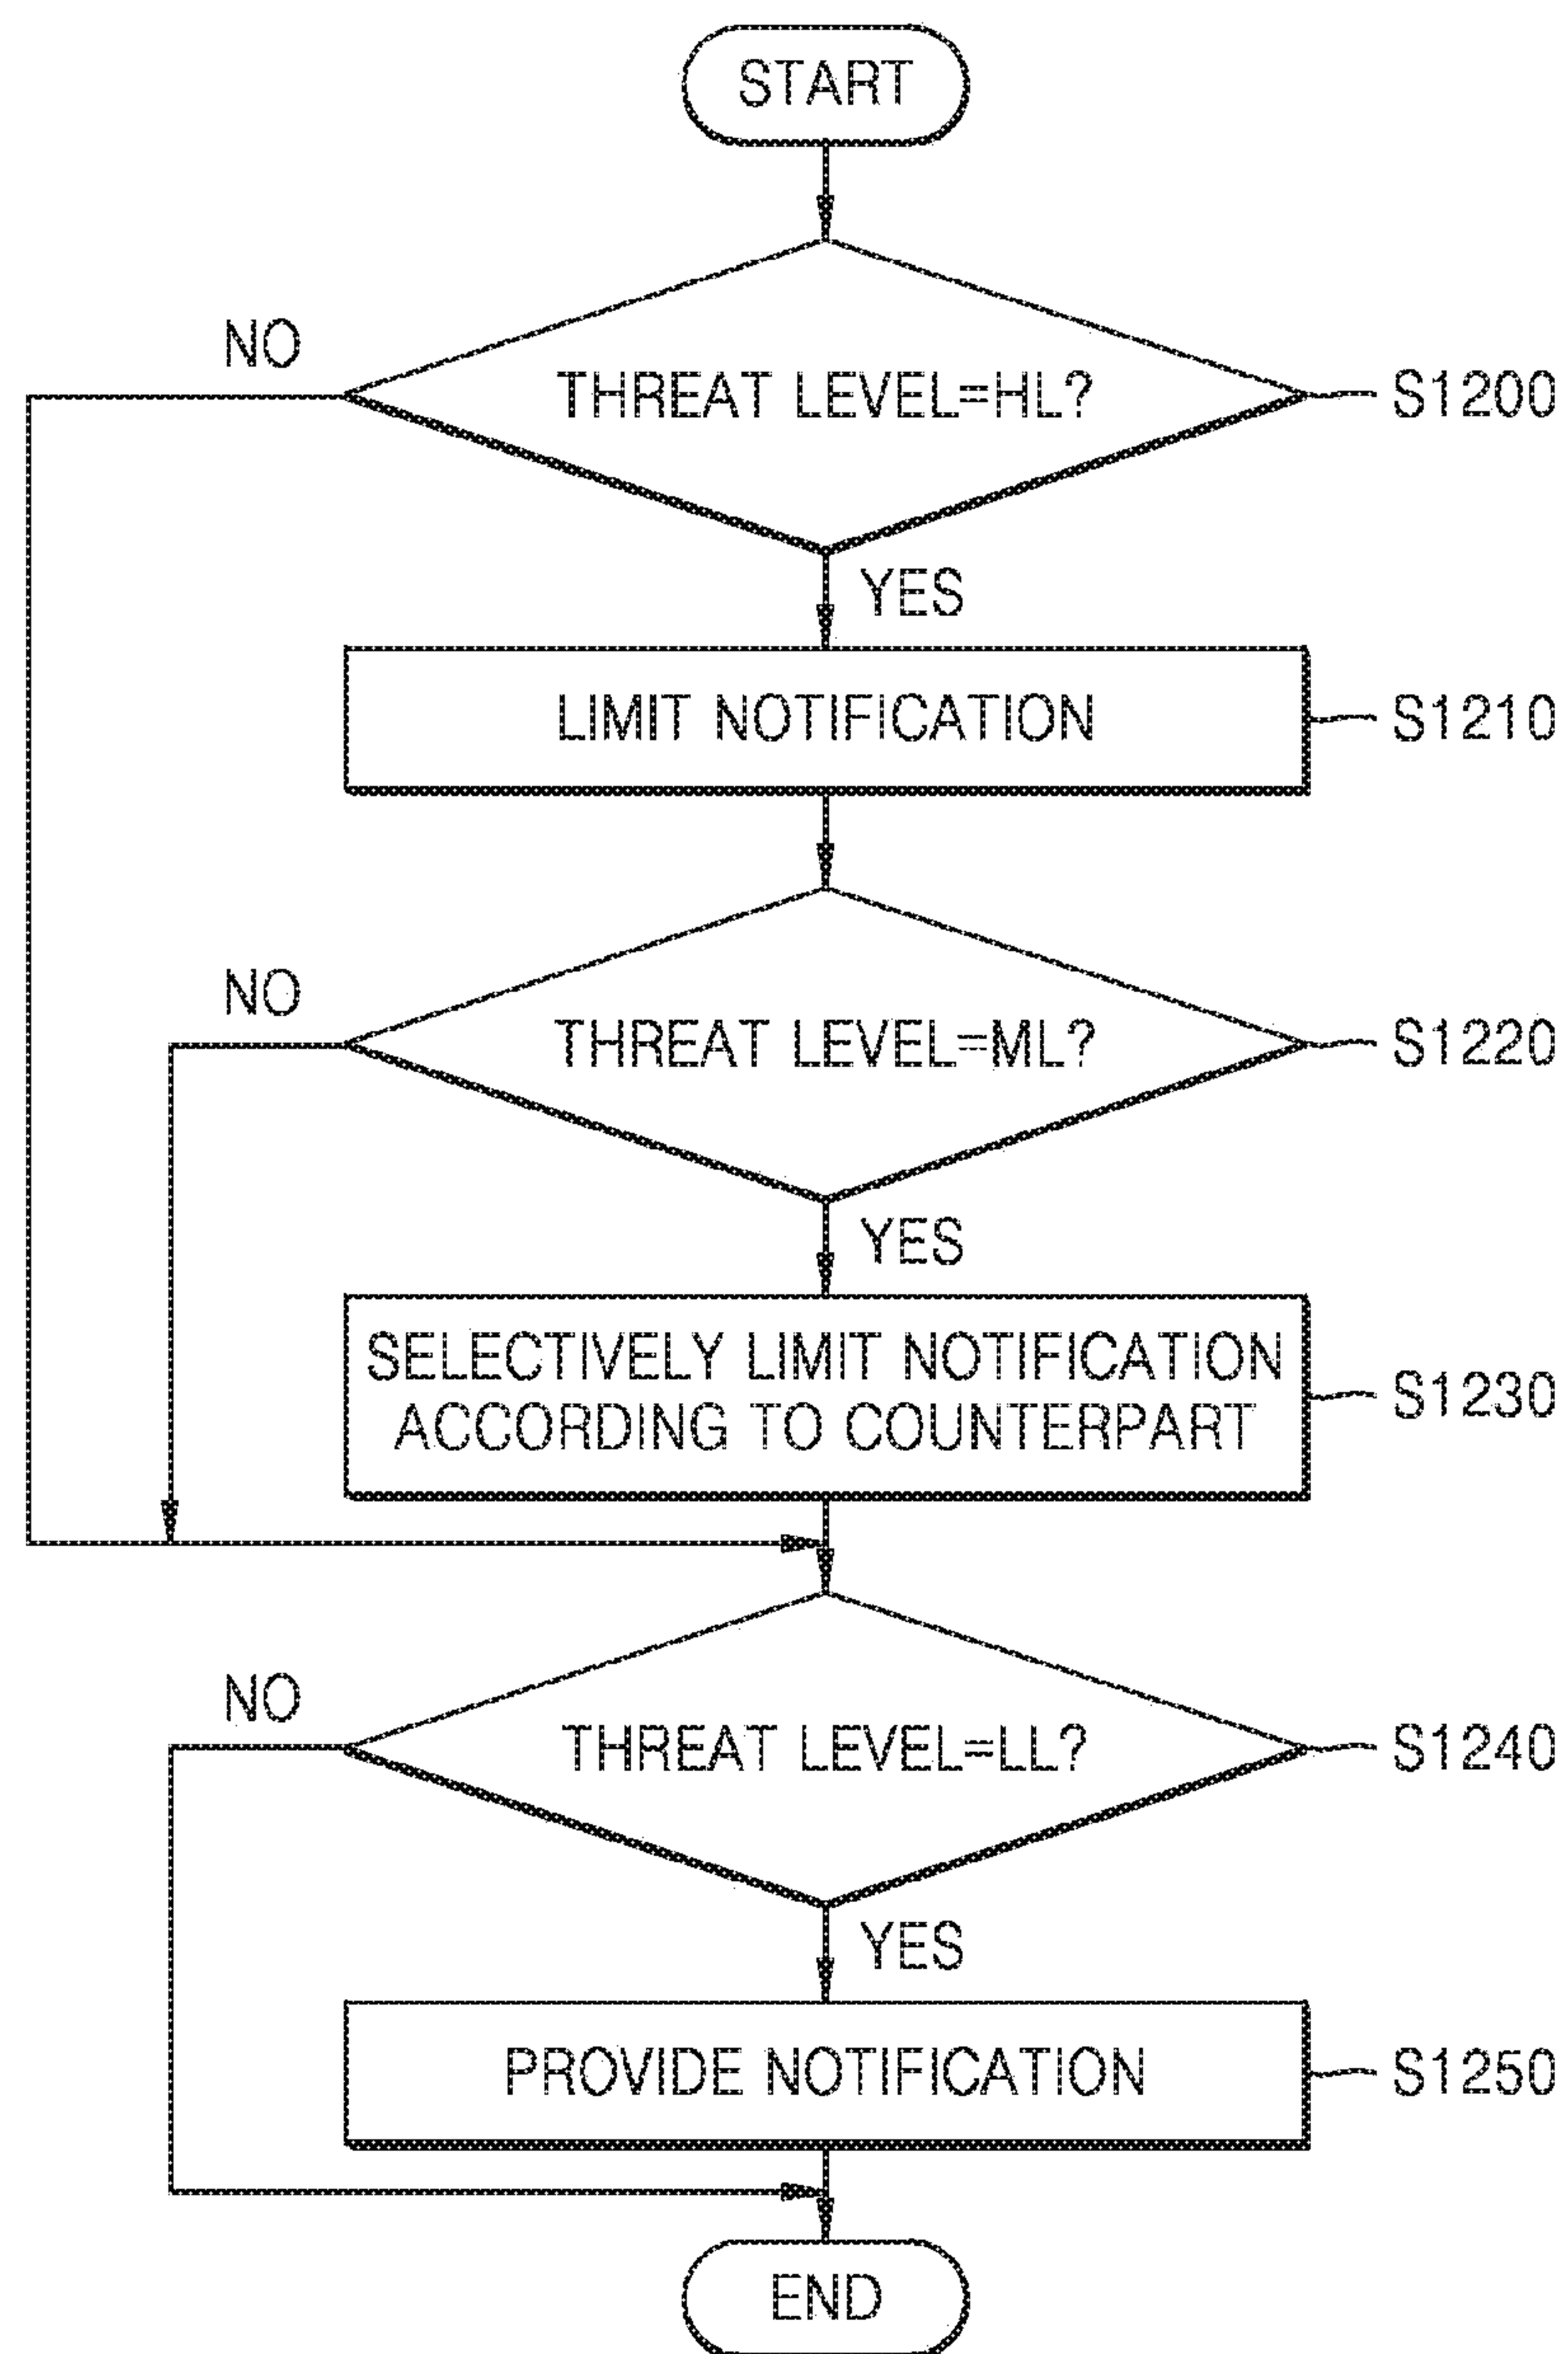 START
NO
THREAT LEVEL=HL?
S1200
YES
LIMIT NOTIFICATION
S1210
NO
THREAT LEVEL=ML?
S1220
YES
SELECTIVELY LIMIT NOTIFICATION
ACCORDING TO COUNTERPART
S1230
NO
THREAT LEVEL=LL?
S1240
YES
PROVIDE NOTIFICATION
S1250
END